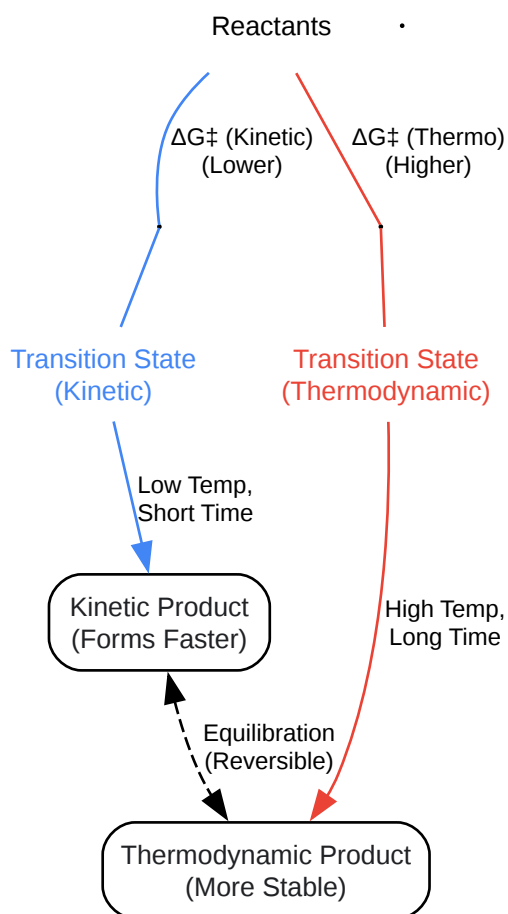 Reactants
ΔG‡ (Kinetic)
(Lower)
ΔG‡ (Thermo)
(Higher)
Transition State
(Kinetic)
Transition State
(Thermodynamic)
Low Temp,
Short Time
Kinetic Product
(Forms Faster)
High Temp,
Long Time
Equilibration
(Reversible)
Thermodynamic Product
(More Stable)